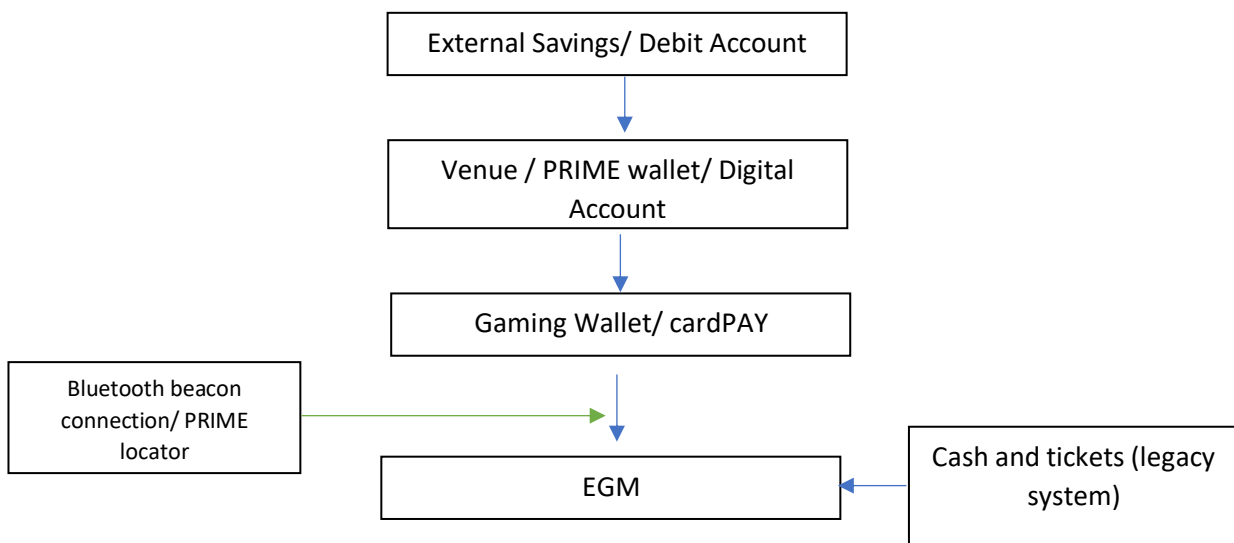 External Savings/ Debit Account
Venue / PRIME wallet/ Digital
Account
Gaming Wallet/ cardPAY
Bluetooth beacon
connection/ PRIME
locator
EGM
Cash and tickets (legacy
system)